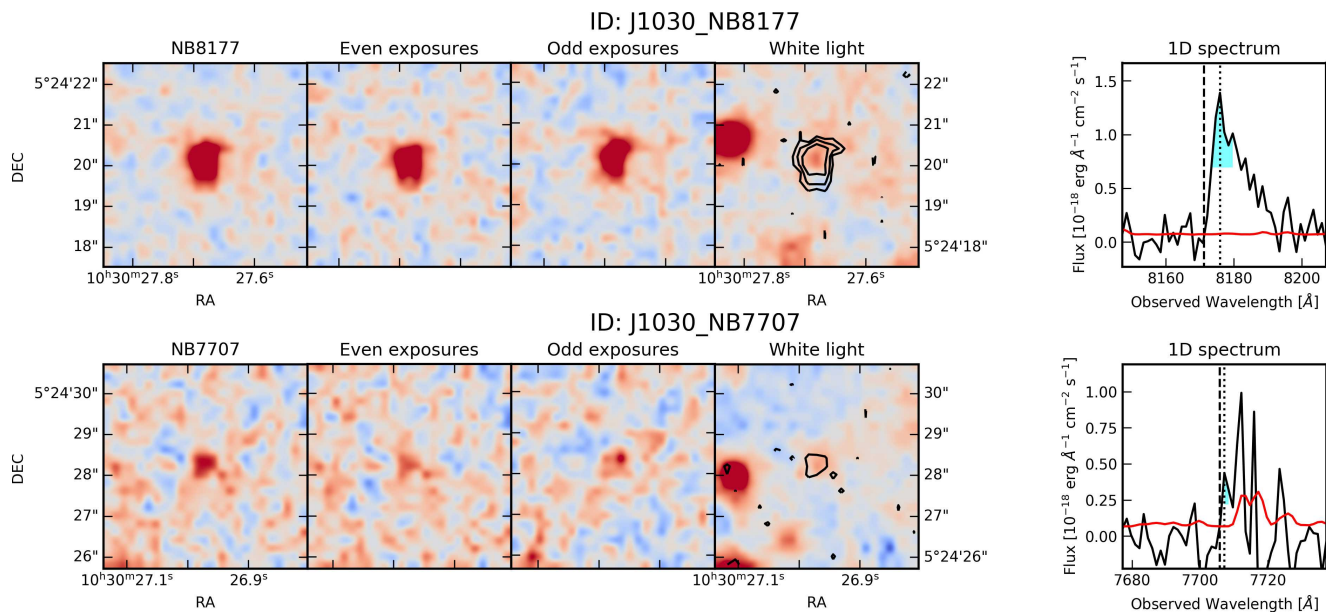 ID: J1030_NB8177
NB8177 Even exposures Odd exposures White light 1D spectrum
5°24'22" 22" 1.5
21" 21"
DEC 20" 20" Flux [10⁻¹⁸ erg Å⁻¹ cm⁻² s⁻¹] 1.0
19" 19" 0.5
18" 5°24'18" 0.0
10ʰ30ᵐ27.8ˢ 27.6ˢ 10ʰ30ᵐ27.8ˢ 27.6ˢ 8160 8180 8200
RA RA Observed Wavelength [Å]
ID: J1030_NB7707
NB7707 Even exposures Odd exposures White light 1D spectrum
5°24'30" 30" 1.00
29" 29" 0.75
DEC 28" 28" Flux [10⁻¹⁸ erg Å⁻¹ cm⁻² s⁻¹] 0.50
27" 27" 0.25
26" 5°24'26" 0.00
10ʰ30ᵐ27.1ˢ 26.9ˢ 10ʰ30ᵐ27.1ˢ 26.9ˢ 7680 7700 7720
RA RA Observed Wavelength [Å]